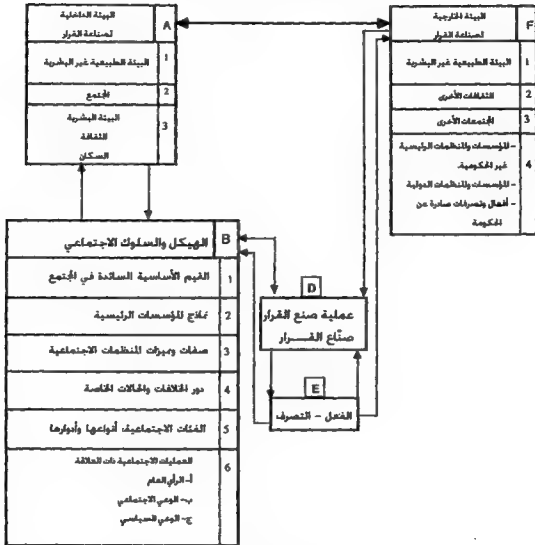 A البيئة الداخلية
لصناعة القرار
1 البيئة الطبيعية غير البشرية
2 المجتمع
3 البيئة البشرية
الثقافة
السكان
F البيئة الخارجية
لصناعة القرار
1 البيئة الطبيعية غير البشرية
2 الثقافات الأخرى
3 المجتمعات الأخرى
4 - المؤسسات والمنظمات الرئيسية
غير الحكومية.
- المؤسسات والمنظمات الدولية
- أفعال وتصرفات صادرة عن
الحكومة
B الهيكل والسلوك الاجتماعي
1 القيم الأساسية السائدة في المجتمع
2 نماذج المؤسسات الرئيسية
3 صفات وميزات المنظمات الاجتماعية
4 دور الخلافات والحالات الخاصة
5 الفئات الاجتماعية، أنواعها وأدوارها
6 العمليات الاجتماعية ذات العلاقة
أ- الرأي العام
ب- الوعي الاجتماعي
ج- الوعي السياسي
D
عملية صنع القرار
صنّاع القـــرار
E
الفعل - التصرف